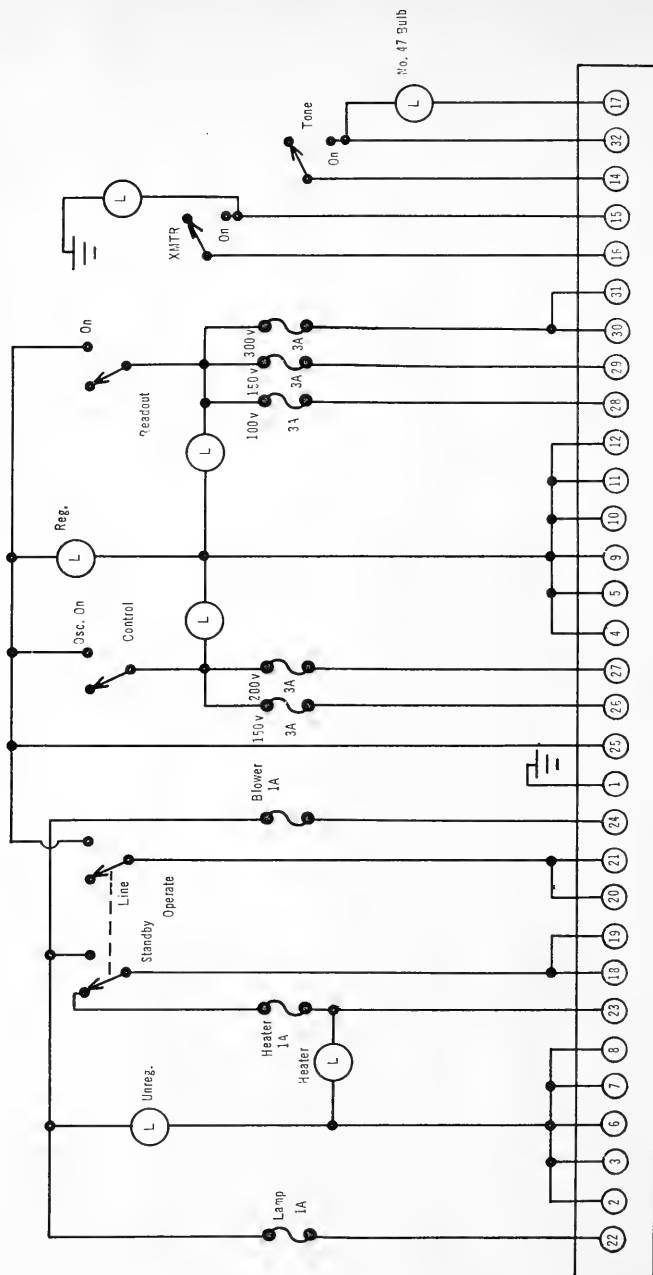 No. 47 Bulb
L
Tone
On
L
XMTR
On
On
Readout
300v
3A
150v
3A
100v
3A
L
Reg.
L
L
Osc. On
Control
200v
3A
150v
3A
Blower
1A
Line
Operate
Standby
Heater
1A
Heater
L
Unreg.
L
Lamp
1A
22
2
3
6
7
8
23
18
19
20
21
24
1
25
26
27
4
5
9
10
11
12
28
29
30
31
16
15
14
32
17